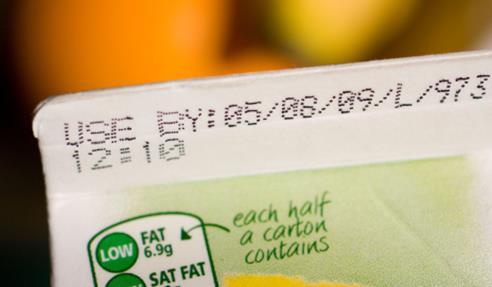 USE BY: 05/08/09/L/973
12:10
each half
a carton
contains
LOW
FAT
6.9g
SAT FAT